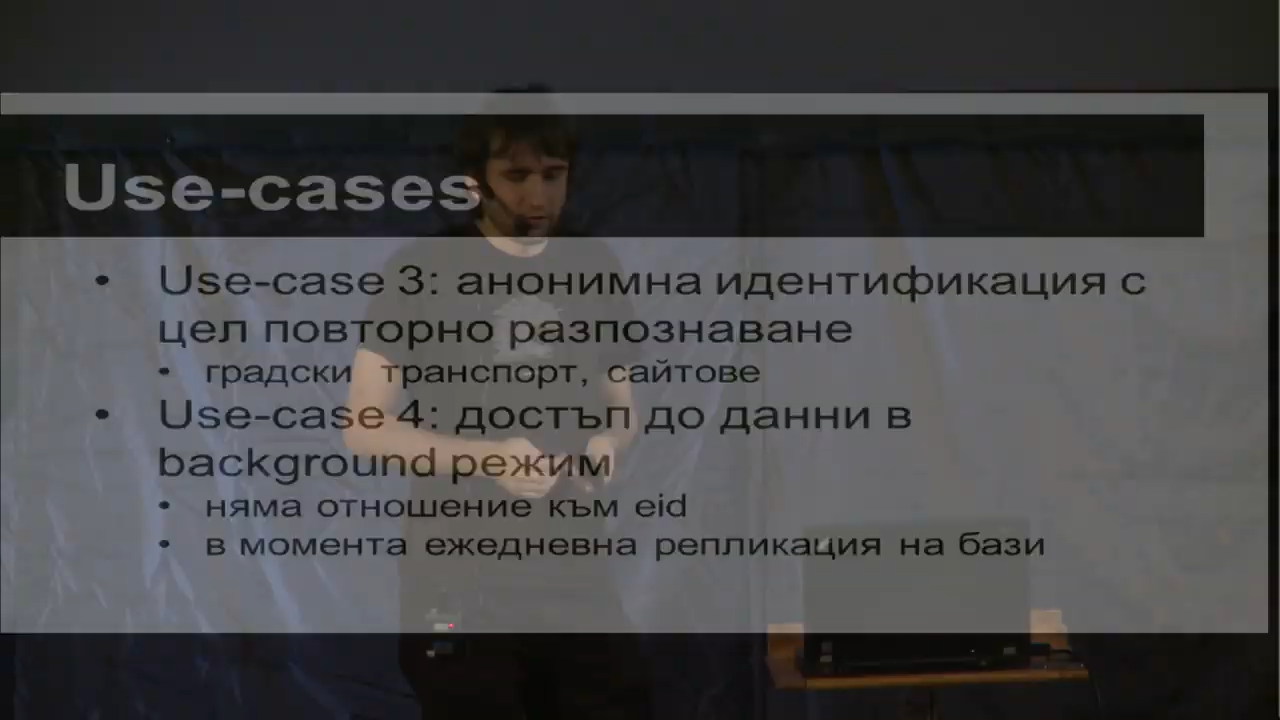 Use-cases
Use-case 3: анонимна идентификация с
цел повторно разпознаване
градски транспорт, сайтове
Use-case 4: достъп до данни в
background режим
няма отношение към eid
в момента ежедневна репликация на бази